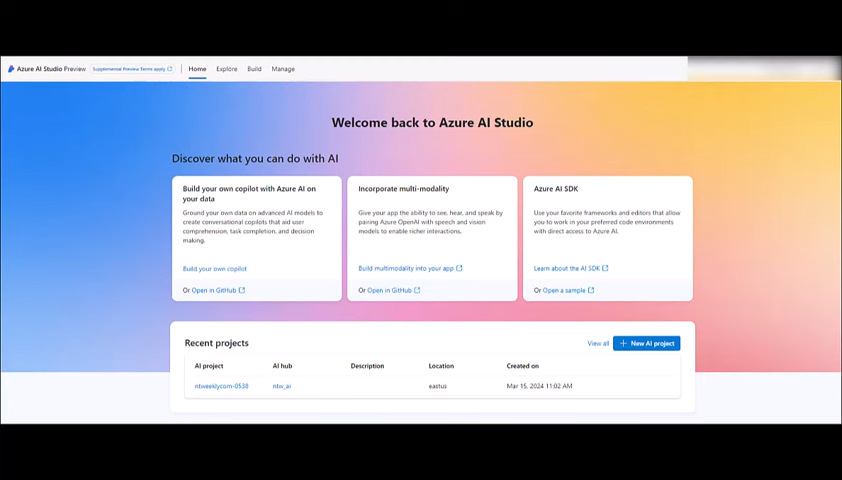 Azure AI Studio Preview Supplemental Preview Terms apply Home Explore Build Manage
Welcome back to Azure AI Studio
Discover what you can do with AI
Build your own copilot with Azure AI on
your data
Ground your own data on advanced AI models to
create conversational copilots that aid user
comprehension, task completion, and decision
making.
Build your own copilot
Or Open in GitHub
Incorporate multi-modality
Give your app the ability to see, hear, and speak by
pairing Azure OpenAI with speech and vision
models to enable richer interactions.
Build multimodality into your app
Or Open in GitHub
Azure AI SDK
Use your favorite frameworks and editors that allow
you to work in your preferred code environments
with direct access to Azure AI.
Learn about the AI SDK
Or Open a sample
Recent projects View all + New AI project
AI project AI hub Description Location Created on
ntweeklycom-0538 ntw_ai eastus Mar 15, 2024 11:02 AM